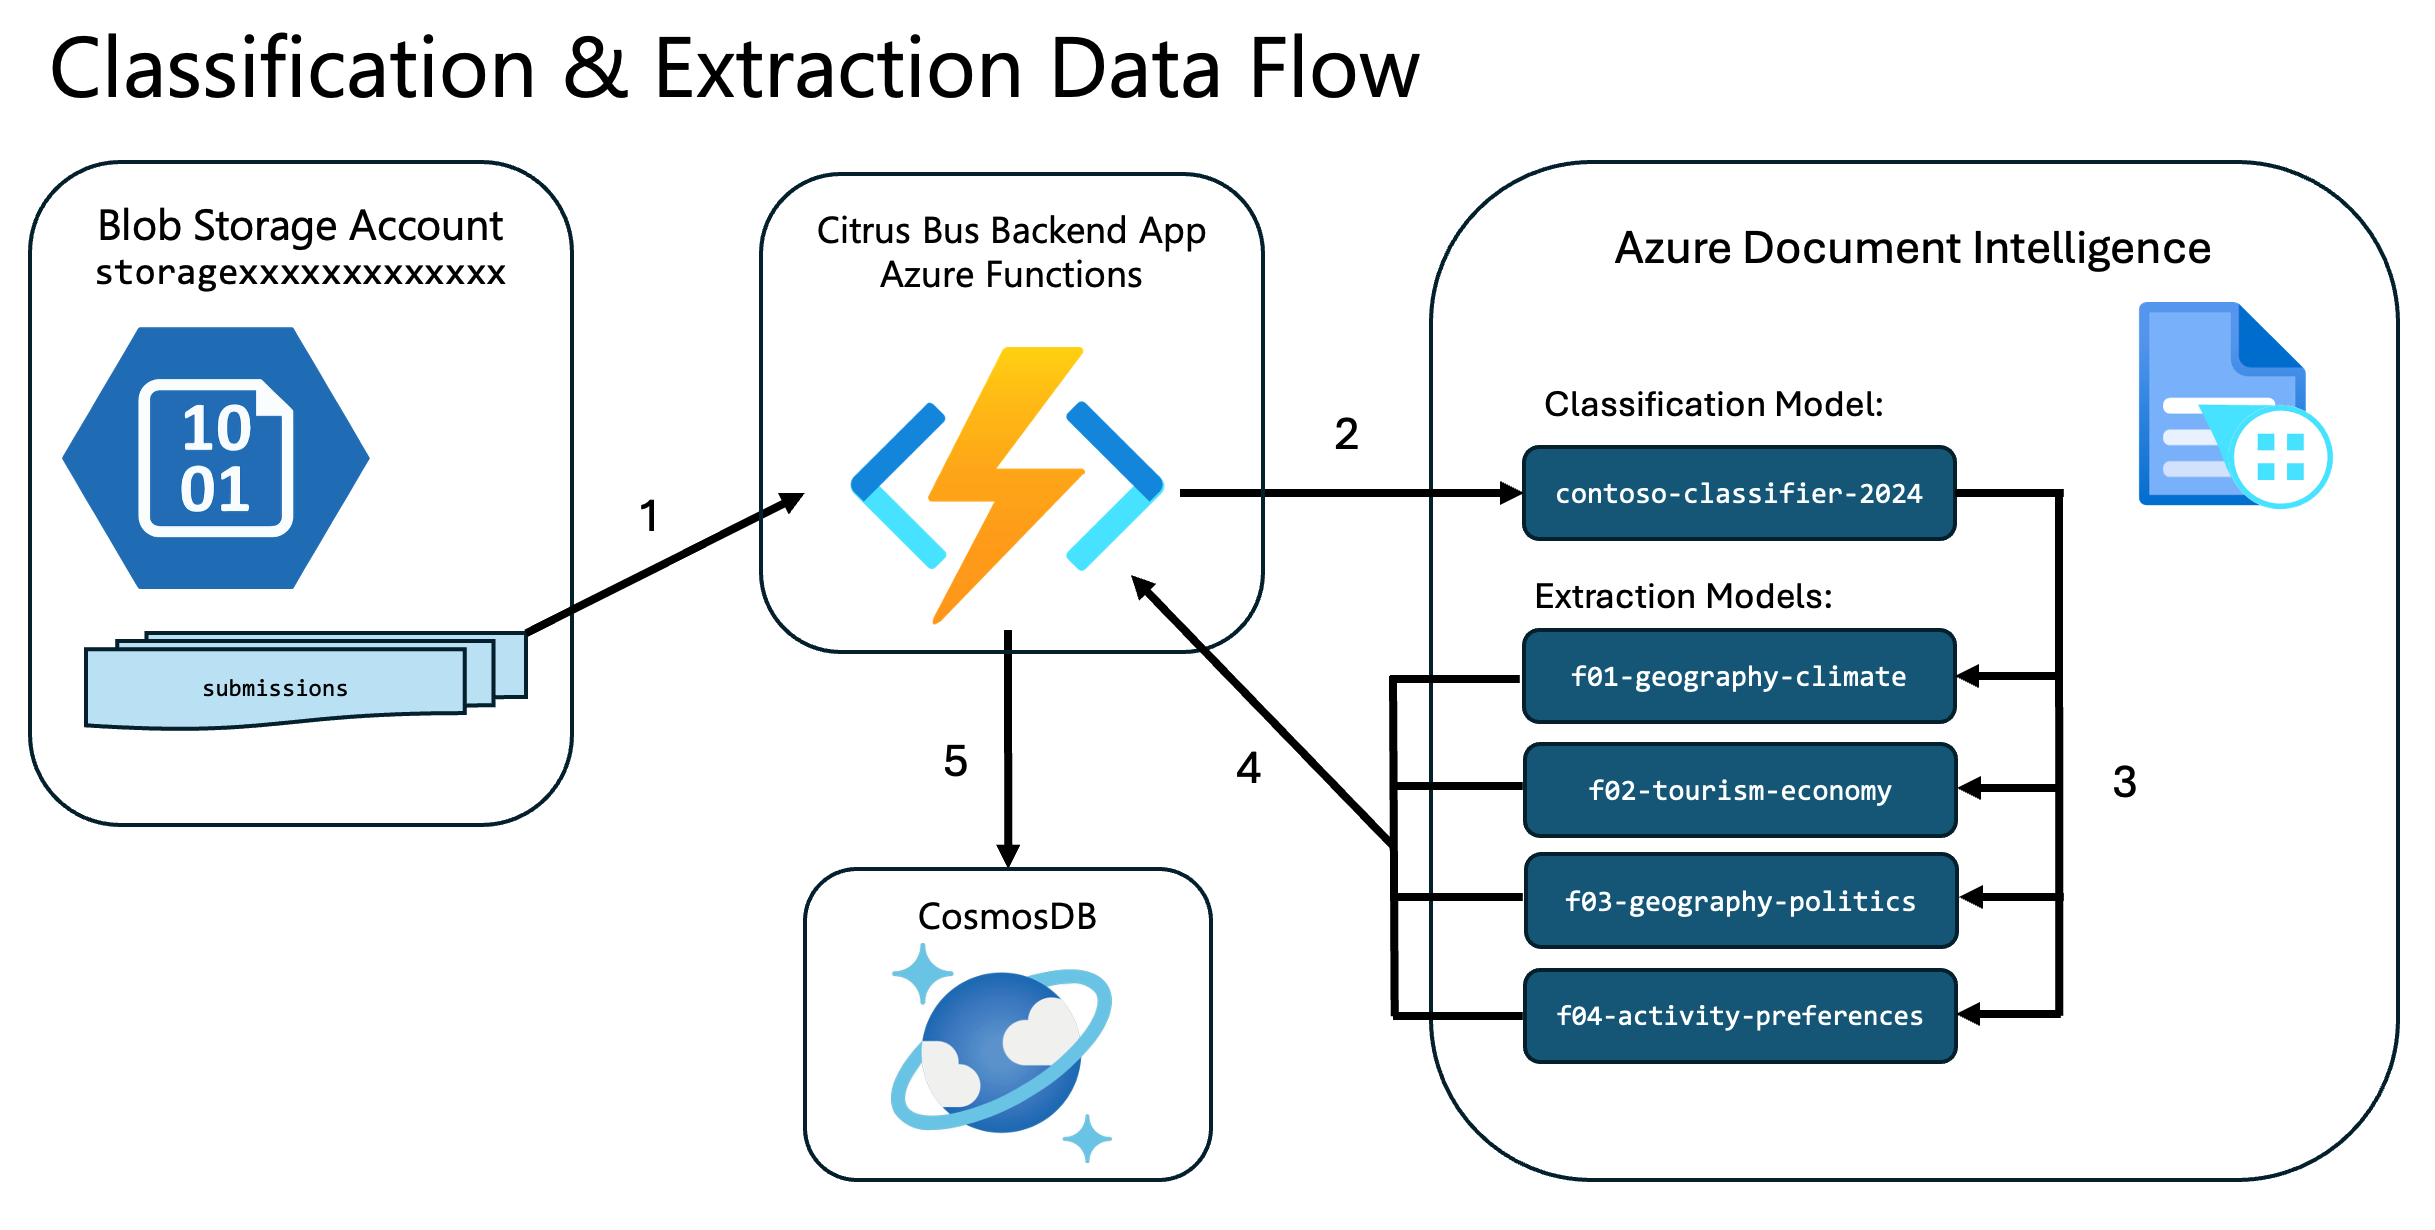 Classification & Extraction Data Flow
Blob Storage Account
storagexxxxxxxxxxxxx
10
01
submissions
1
Citrus Bus Backend App
Azure Functions
2
4
5
CosmosDB
Azure Document Intelligence
Classification Model:
contoso-classifier-2024
Extraction Models:
f01-geography-climate
f02-tourism-economy
f03-geography-politics
f04-activity-preferences
3